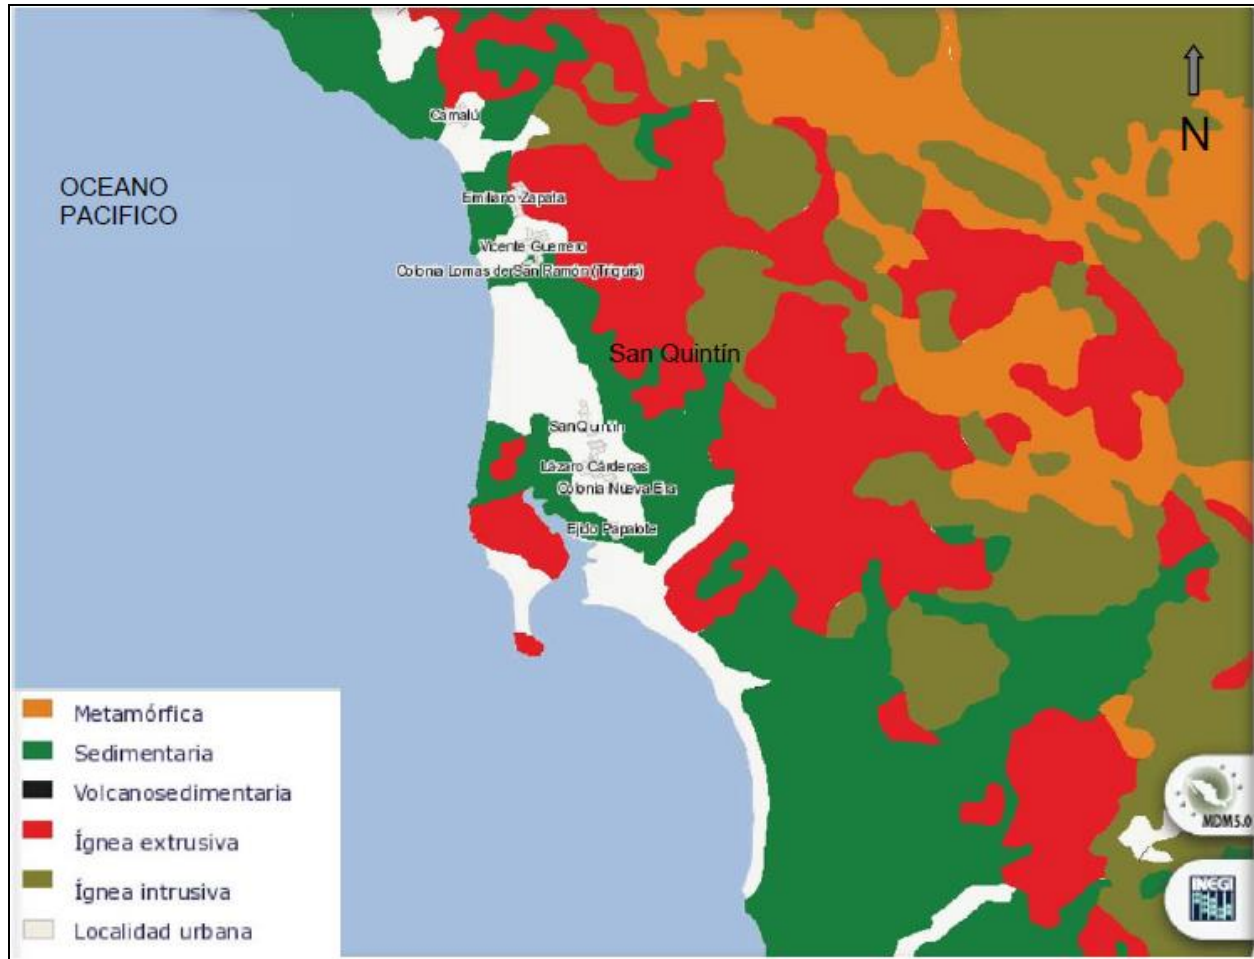 N
OCEANO
PACIFICO
Camalú
Emiliano Zapata
Vicente Guerrero
Colonia Lomas de San Ramón (Triquis)
San Quintín
San Quintín
Lázaro Cárdenas
Colonia Nueva Era
Ejido Papalote
Metamórfica
Sedimentaria
Volcanosedimentaria
Ígnea extrusiva
Ígnea intrusiva
Localidad urbana
MDM5.0
INEGI